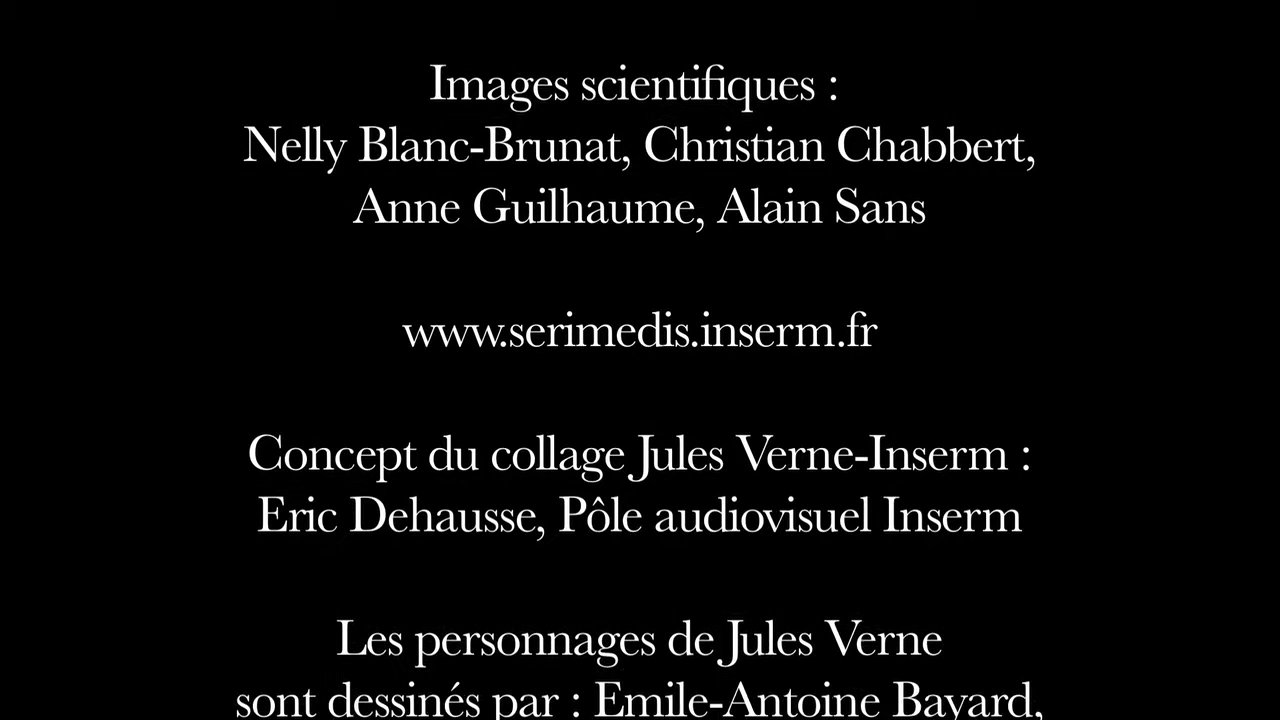 Images scientifiques :
Nelly Blanc-Brunat, Christian Chabbert,
Anne Guilhaume, Alain Sans
www.serimedis.inserm.fr
Concept du collage Jules Verne-Inserm :
Eric Dehausse, Pôle audiovisuel Inserm
Les personnages de Jules Verne
sont dessinés par : Emile-Antoine Bayard,